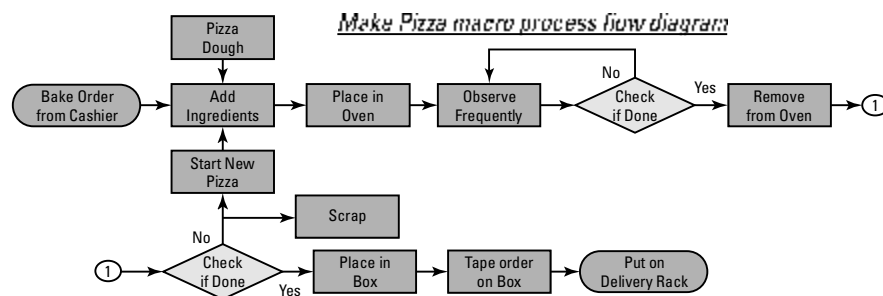 Make Pizza macro process flow diagram
Pizza
Dough
No
Bake Order
from Cashier
Add
Ingredients
Place in
Oven
Observe
Frequently
Check
if Done
Yes
Remove
from Oven
1
Start New
Pizza
Scrap
No
1
Check
if Done
Yes
Place in
Box
Tape order
on Box
Put on
Delivery Rack